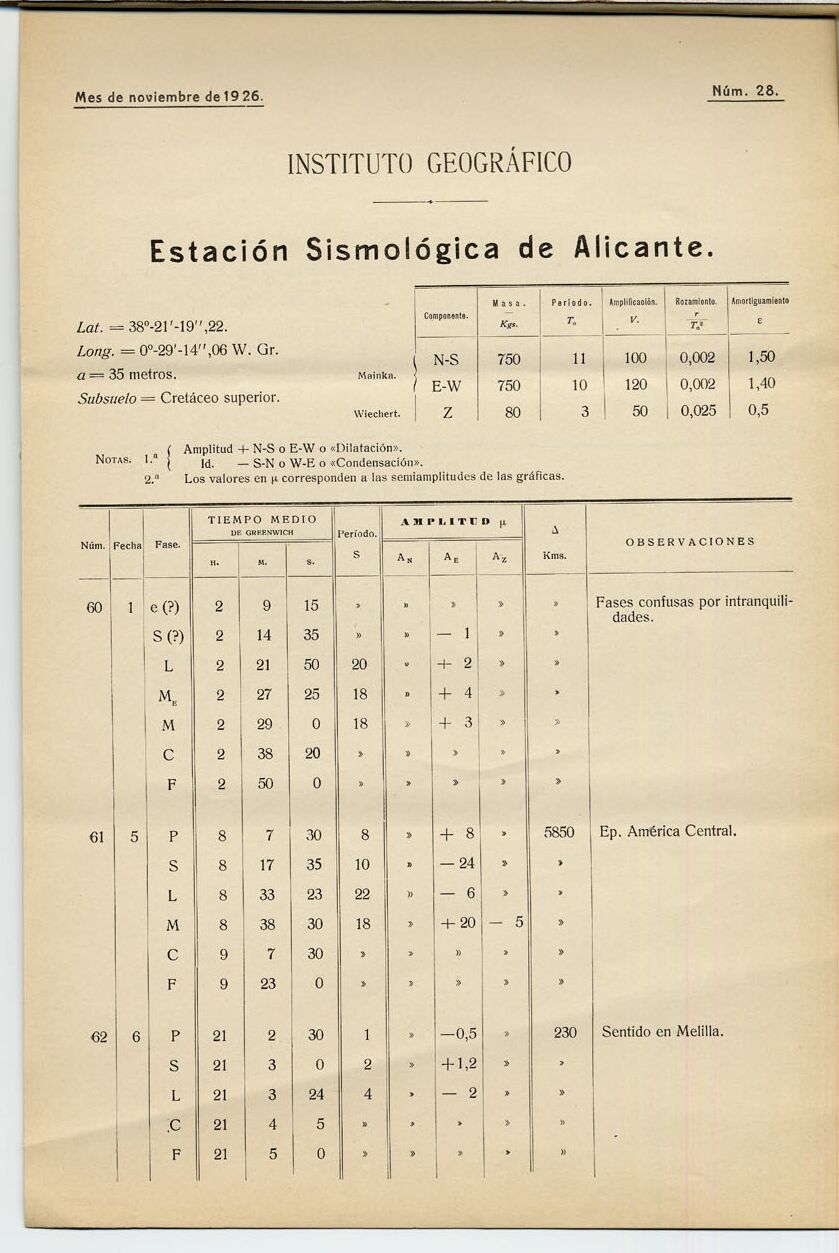 Mes de noviembre de 1926.
Núm. 28.
INSTITUTO GEOGRÁFICO
Estación Sismológica de Alicante.
Lat. = 38º-21'-19'',22.
Long. = 0º-29'-14'',06 W. Gr.
a = 35 metros.
Subsuelo = Cretáceo superior.
Componente. Masa. Kgs. Periodo. T₀ Amplificación. V. Rozamiento. r/T₀² Amortiguamiento ε
Mainka. { N-S 750 11 100 0,002 1,50
E-W 750 10 120 0,002 1,40
Wiechert. Z 80 3 50 0,025 0,5
NOTAS. 1.ª { Amplitud + N-S o E-W o «Dilatación».
Id. — S-N o W-E o «Condensación».
2.ª Los valores en μ corresponden a las semiamplitudes de las gráficas.
Núm. Fecha Fase. TIEMPO MEDIO DE GREENWICH Período. AMPLITUD μ Δ OBSERVACIONES
H. M. S. S A_N A_E A_Z Kms.
60 1 e (?) 2 9 15 » » » » » Fases confusas por intranquili-
dades.
S (?) 2 14 35 » » — 1 » »
L 2 21 50 20 » + 2 » »
M_E 2 27 25 18 » + 4 » »
M 2 29 0 18 » + 3 » »
C 2 38 20 » » » » »
F 2 50 0 » » » » »
61 5 P 8 7 30 8 » + 8 » 5850 Ep. América Central.
S 8 17 35 10 » — 24 » »
L 8 33 23 22 » — 6 » »
M 8 38 30 18 » + 20 — 5 »
C 9 7 30 » » » » »
F 9 23 0 » » » » »
62 6 P 21 2 30 1 » —0,5 » 230 Sentido en Melilla.
S 21 3 0 2 » +1,2 » »
L 21 3 24 4 » — 2 » »
C 21 4 5 » » » » »
F 21 5 0 » » » » »